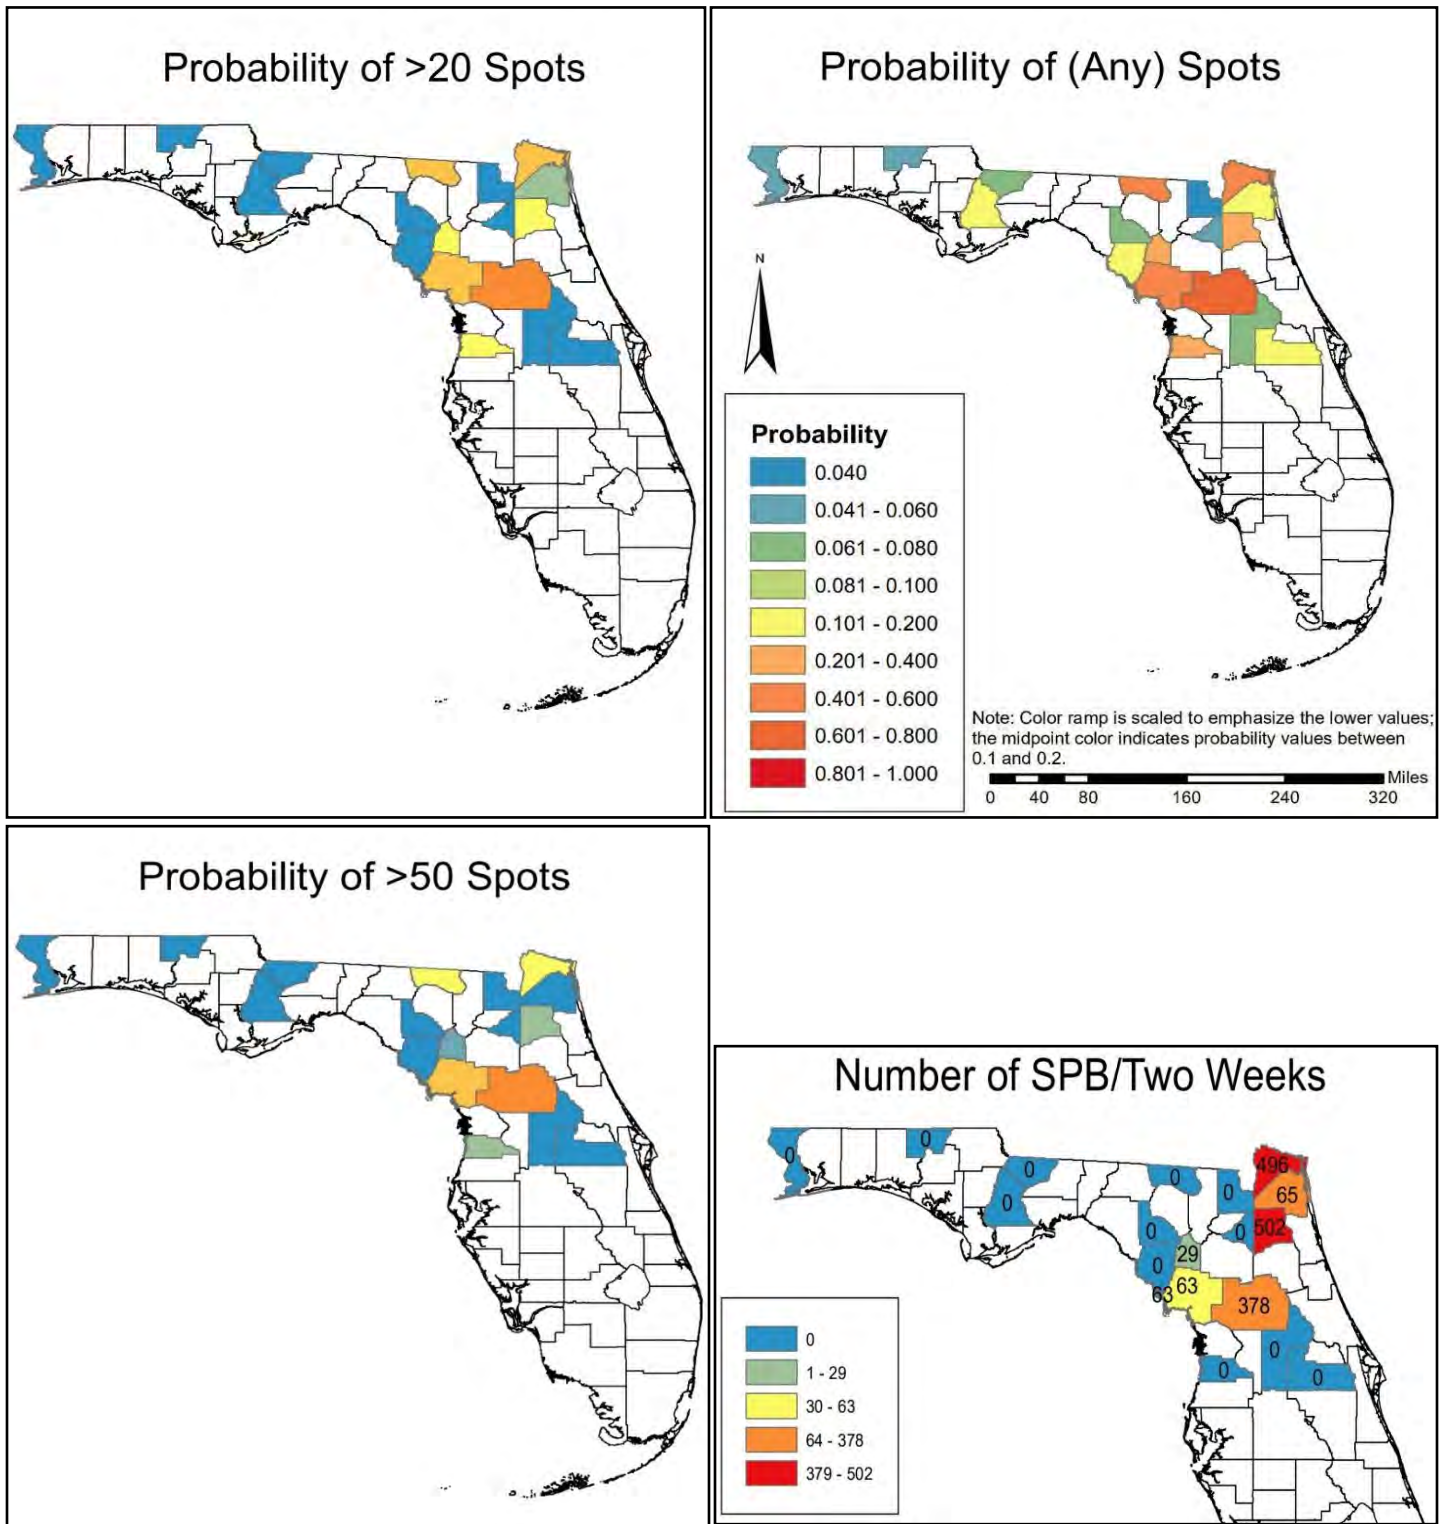 Probability of >20 Spots
Probability of (Any) Spots
N
Probability
0.040
0.041 - 0.060
0.061 - 0.080
0.081 - 0.100
0.101 - 0.200
0.201 - 0.400
0.401 - 0.600
0.601 - 0.800
0.801 - 1.000
Note: Color ramp is scaled to emphasize the lower values;
the midpoint color indicates probability values between
0.1 and 0.2.
Miles
0 40 80 160 240 320
Probability of >50 Spots
Number of SPB/Two Weeks
0
0
496
0
0
0
65
0
0
0
502
29
0
63
63
378
0
0
0
0
1 - 29
30 - 63
64 - 378
379 - 502